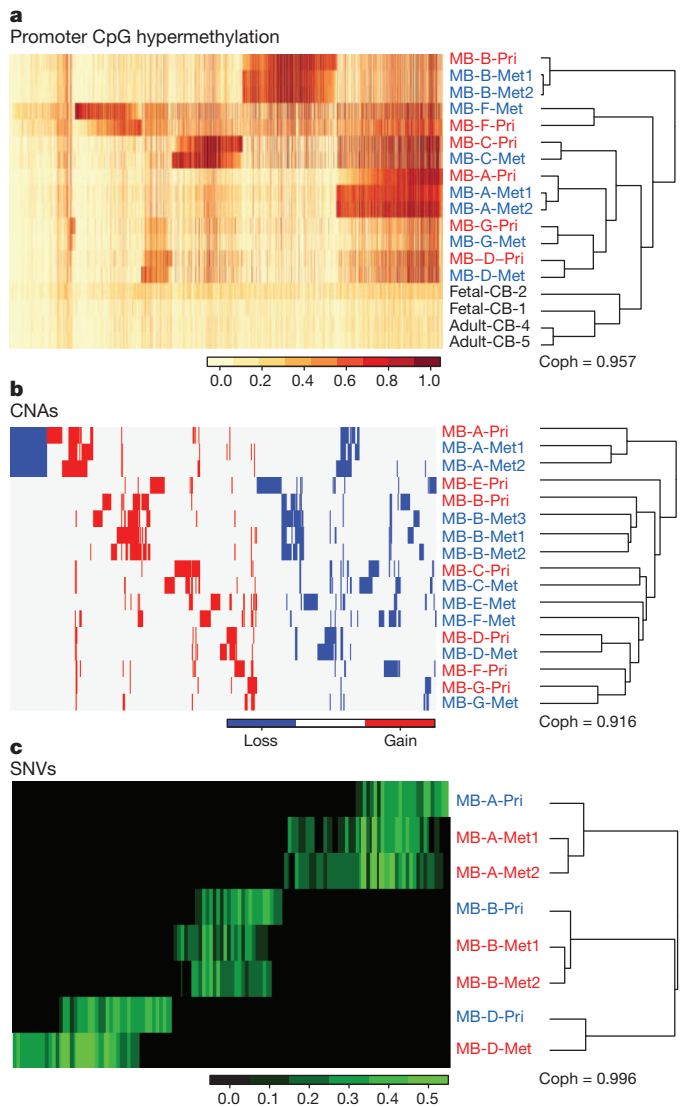 a
Promoter CpG hypermethylation
MB-B-Pri
MB-B-Met1
MB-B-Met2
MB-F-Met
MB-F-Pri
MB-C-Pri
MB-C-Met
MB-A-Pri
MB-A-Met1
MB-A-Met2
MB-G-Pri
MB-G-Met
MB–D–Pri
MB-D-Met
Fetal-CB-2
Fetal-CB-1
Adult-CB-4
Adult-CB-5
0.0 0.2 0.4 0.6 0.8 1.0
Coph = 0.957
b
CNAs
MB-A-Pri
MB-A-Met1
MB-A-Met2
MB-E-Pri
MB-B-Pri
MB-B-Met3
MB-B-Met1
MB-B-Met2
MB-C-Pri
MB-C-Met
MB-E-Met
MB-F-Met
MB-D-Pri
MB-D-Met
MB-F-Pri
MB-G-Pri
MB-G-Met
Loss Gain
Coph = 0.916
c
SNVs
MB-A-Pri
MB-A-Met1
MB-A-Met2
MB-B-Pri
MB-B-Met1
MB-B-Met2
MB-D-Pri
MB-D-Met
0.0 0.1 0.2 0.3 0.4 0.5
Coph = 0.996